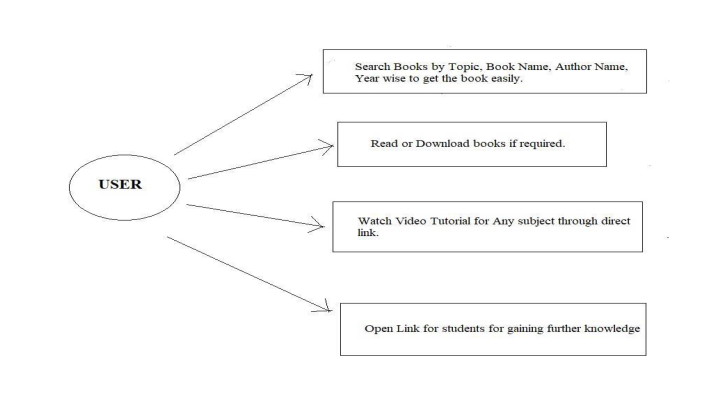 Search Books by Topic, Book Name, Author Name,
Year wise to get the book easily.
Read or Download books if required.
USER
Watch Video Tutorial for Any subject through direct
link.
Open Link for students for gaining further knowledge